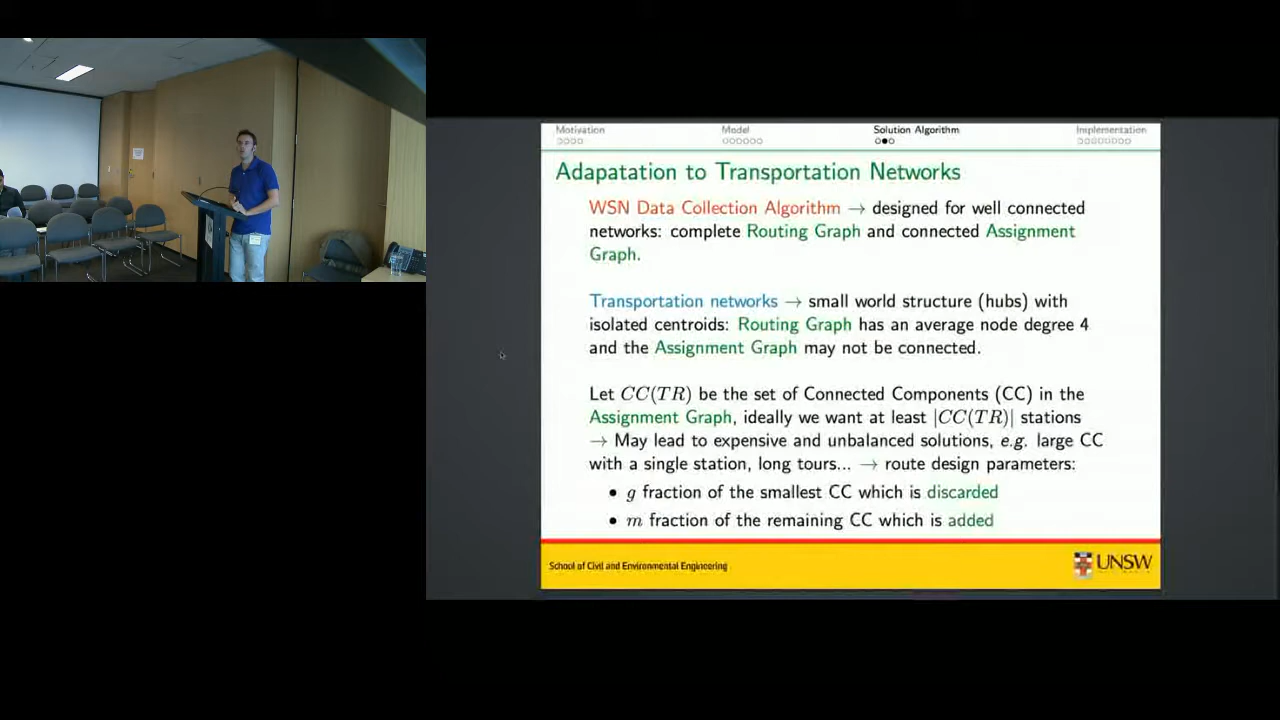 Motivation Model Solution Algorithm Implementation
Adapatation to Transportation Networks
WSN Data Collection Algorithm → designed for well connected
networks: complete Routing Graph and connected Assignment
Graph.
Transportation networks → small world structure (hubs) with
isolated centroids: Routing Graph has an average node degree 4
and the Assignment Graph may not be connected.
Let CC(TR) be the set of Connected Components (CC) in the
Assignment Graph, ideally we want at least |CC(TR)| stations
→ May lead to expensive and unbalanced solutions, e.g. large CC
with a single station, long tours... → route design parameters:
• g fraction of the smallest CC which is discarded
• m fraction of the remaining CC which is added
School of Civil and Environmental Engineering
UNSW